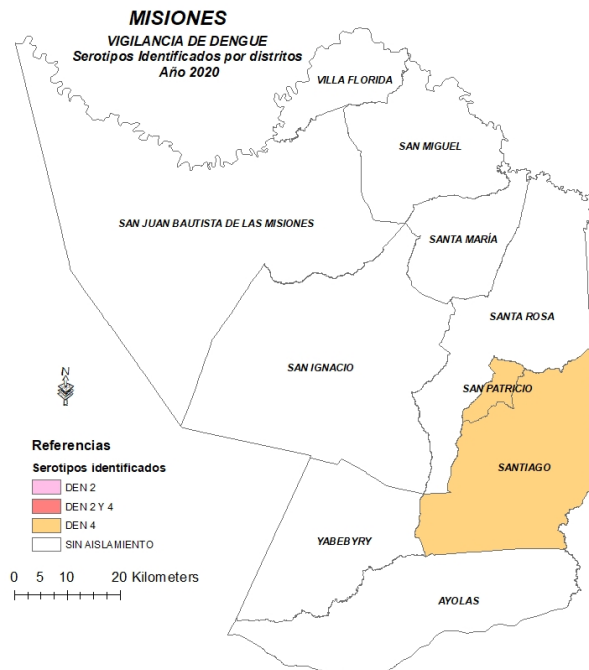 MISIONES
VIGILANCIA DE DENGUE
Serotipos Identificados por distritos
Año 2020
VILLA FLORIDA
SAN MIGUEL
SAN JUAN BAUTISTA DE LAS MISIONES
SANTA MARÍA
SANTA ROSA
SAN IGNACIO
SAN PATRICIO
SANTIAGO
YABEBYRY
AYOLAS
N
Referencias
Serotipos identificados
DEN 2
DEN 2 Y 4
DEN 4
SIN AISLAMIENTO
0 5 10 20 Kilometers